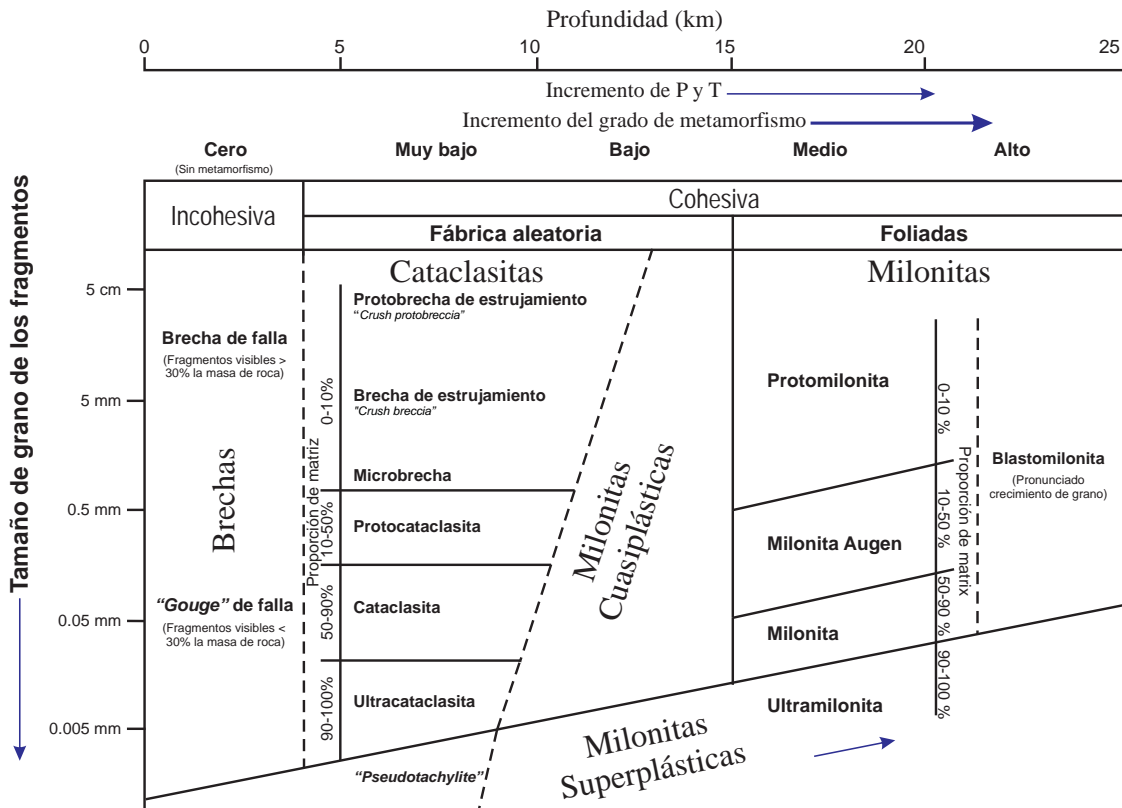 Profundidad (km)
0 5 10 15 20 25
Incremento de P y T
Incremento del grado de metamorfismo
Cero Muy bajo Bajo Medio Alto
(Sin metamorfismo)
Incohesiva
Cohesiva
Fábrica aleatoria
Foliadas
Tamaño de grano de los fragmentos
5 cm
5 mm
0.5 mm
0.05 mm
0.005 mm
Brechas
Brecha de falla
(Fragmentos visibles >
30% la masa de roca)
“Gouge” de falla
(Fragmentos visibles <
30% la masa de roca)
Cataclasitas
Proporción de matriz
0-10%
10-50%
50-90%
90-100%
Protobrecha de estrujamiento
“Crush protobreccia”
Brecha de estrujamiento
"Crush breccia”
Microbrecha
Protocataclasita
Cataclasita
Ultracataclasita
“Pseudotachylite”
Milonitas
Cuasiplásticas
Milonitas
Superplásticas
Milonitas
Protomilonita
Milonita Augen
Milonita
Ultramilonita
0-10 %
10-50 %
50-90 %
90-100 %
Proporción de matrix
Blastomilonita
(Pronunciado
crecimiento de grano)